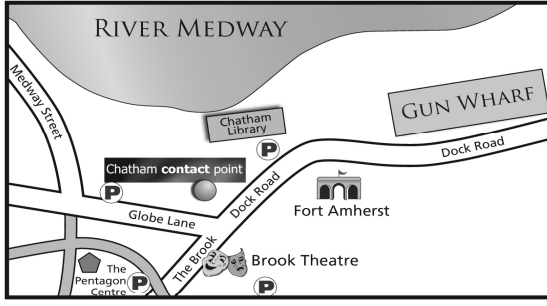 RIVER MEDWAY
Medway Street
GUN WHARF
Chatham
Library
P
Dock Road
Chatham contact point
P
Dock Road
Fort Amherst
Globe Lane
The Brook
Brook Theatre
The
Pentagon
Centre
P
P